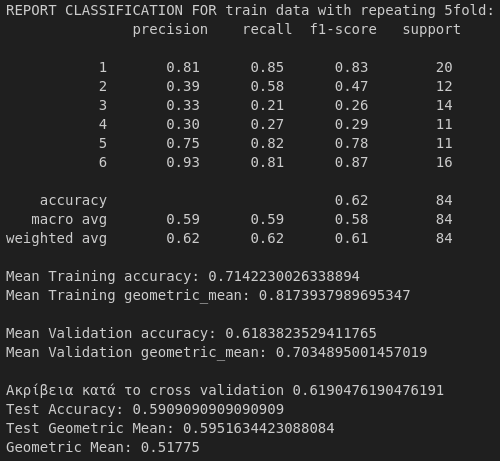 REPORT CLASSIFICATION FOR train data with repeating 5fold:
precision recall f1-score support
1 0.81 0.85 0.83 20
2 0.39 0.58 0.47 12
3 0.33 0.21 0.26 14
4 0.30 0.27 0.29 11
5 0.75 0.82 0.78 11
6 0.93 0.81 0.87 16
accuracy 0.62 84
macro avg 0.59 0.59 0.58 84
weighted avg 0.62 0.62 0.61 84
Mean Training accuracy: 0.7142230026338894
Mean Training geometric_mean: 0.8173937989695347
Mean Validation accuracy: 0.6183823529411765
Mean Validation geometric_mean: 0.7034895001457019
Ακρίβεια κατά το cross validation 0.6190476190476191
Test Accuracy: 0.5909090909090909
Test Geometric Mean: 0.5951634423088084
Geometric Mean: 0.51775